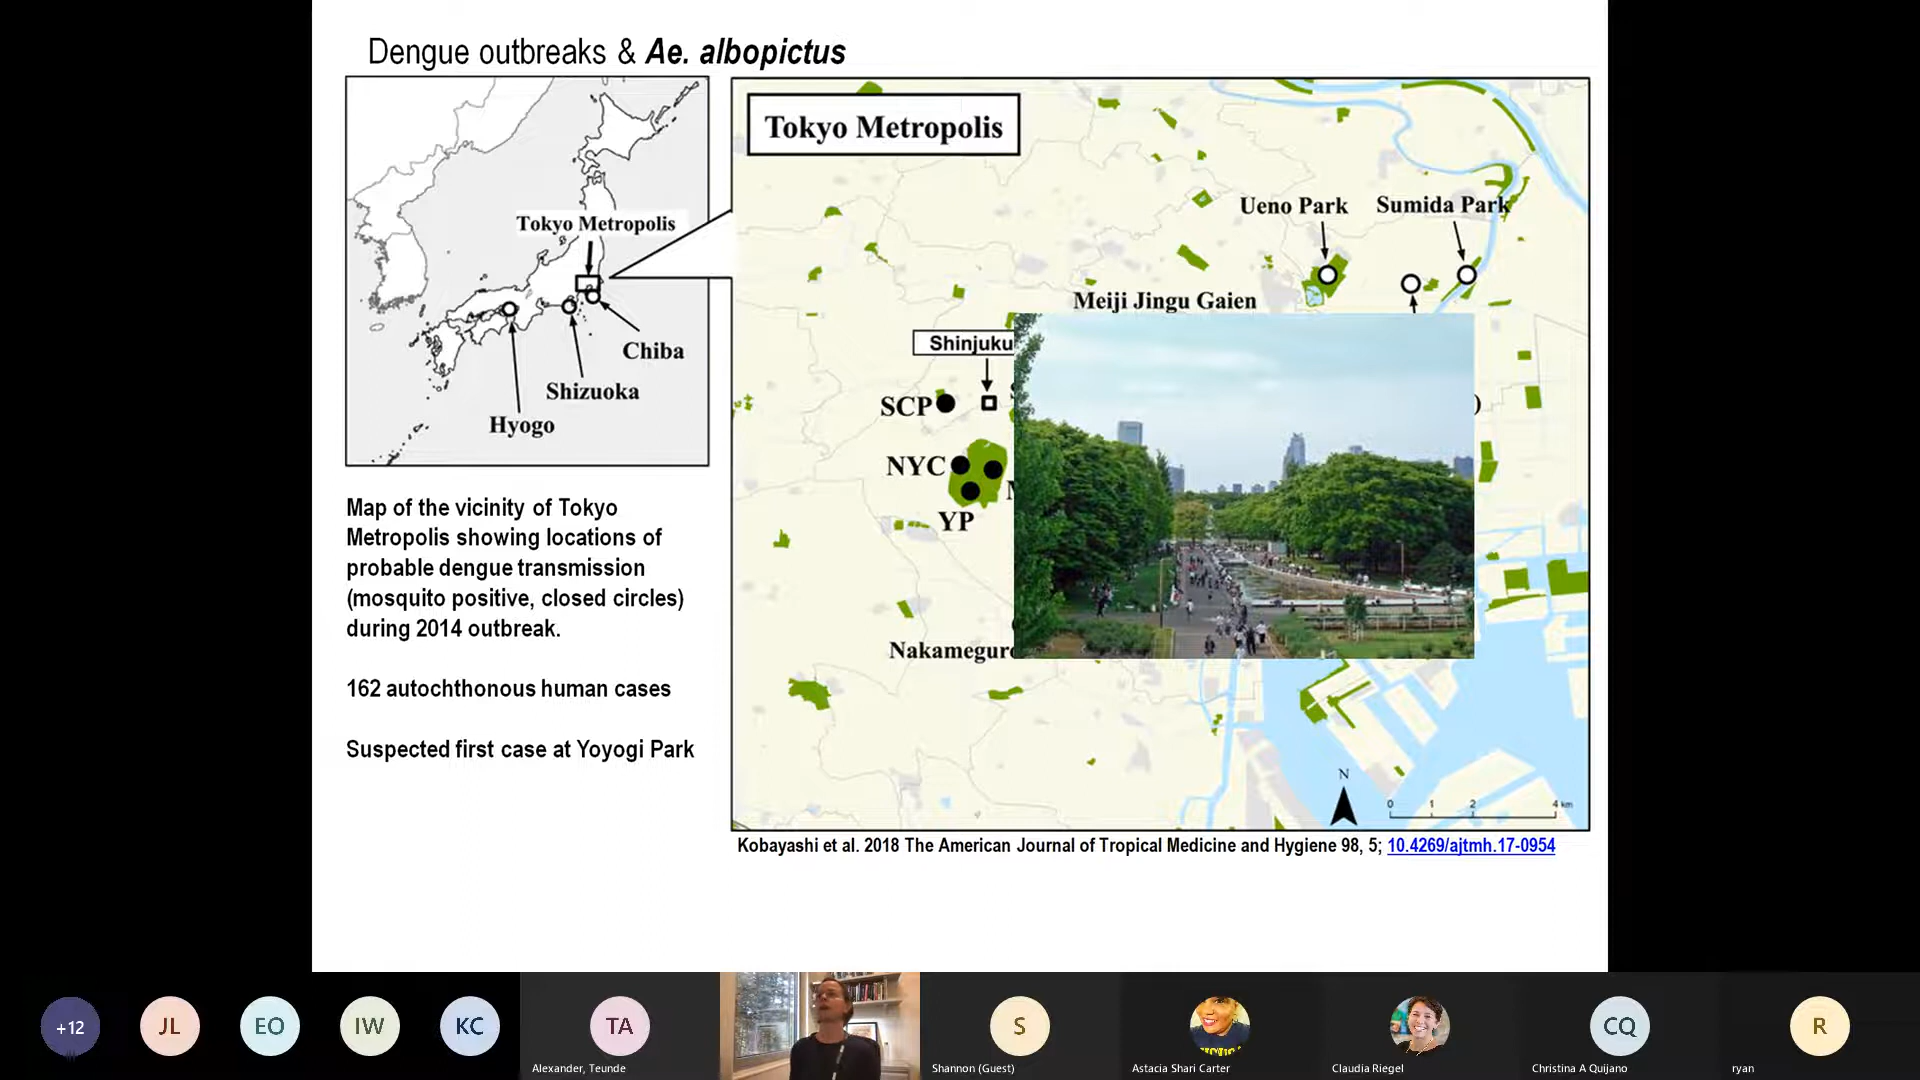 Dengue outbreaks & Ae. albopictus
Tokyo Metropolis
Chiba
Shizuoka
Hyogo
Map of the vicinity of Tokyo
Metropolis showing locations of
probable dengue transmission
(mosquito positive, closed circles)
during 2014 outbreak.
162 autochthonous human cases
Suspected first case at Yoyogi Park
Tokyo Metropolis
Ueno Park
Sumida Park
Meiji Jingu Gaien
Shinjuku
SCP
)
NYC
YP
N
0 1 2 4 km
Kobayashi et al. 2018 The American Journal of Tropical Medicine and Hygiene 98, 5; 10.4269/ajtmh.17-0954
+12
JL
EO
IW
KC
TA
Alexander, Teunde
S
Shannon (Guest)
Astacia Shari Carter
Claudia Riegel
CQ
Christina A Quijano
R
ryan